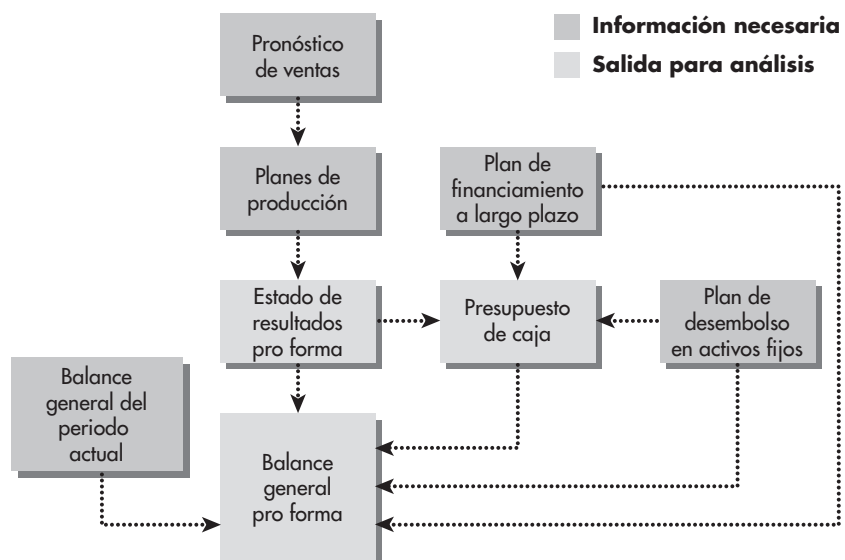 Pronóstico
de ventas
Información necesaria
Salida para análisis
Planes de
producción
Plan de
financiamiento
a largo plazo
Estado de
resultados
pro forma
Presupuesto
de caja
Plan de
desembolso
en activos fijos
Balance
general del
periodo
actual
Balance
general
pro forma